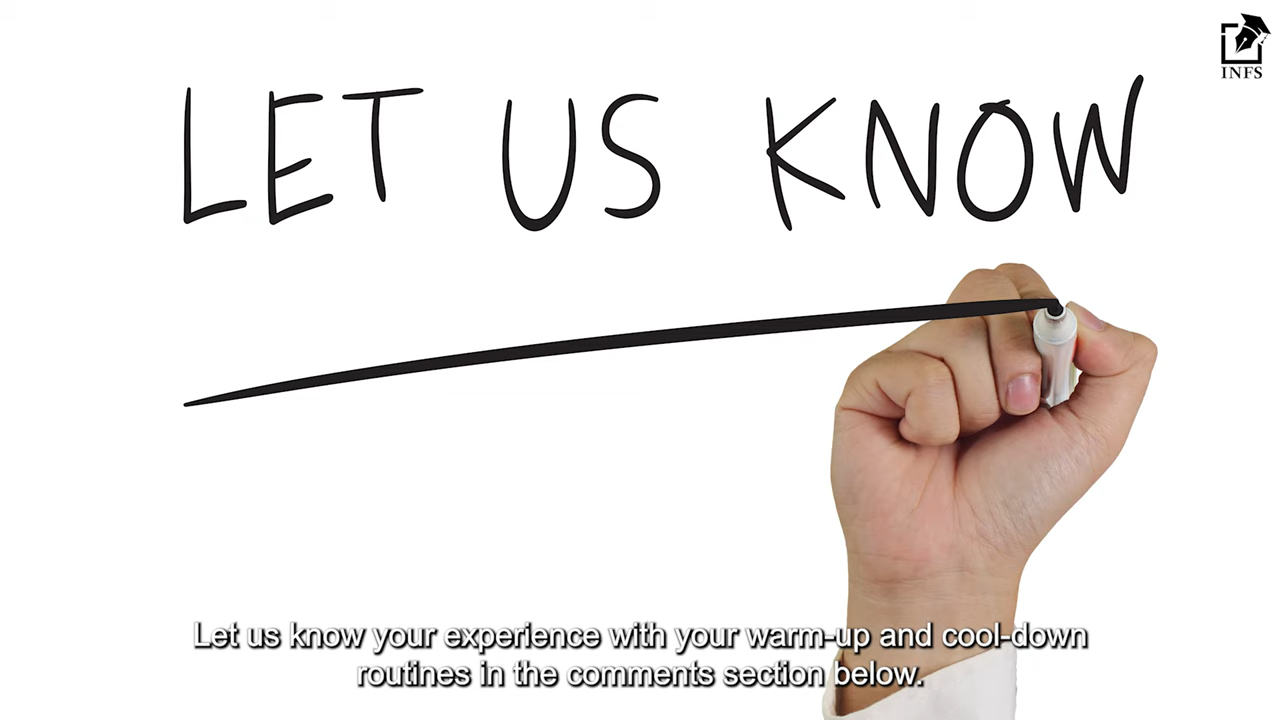 INFS
LET US KNOW
Let us know your experience with your warm-up and cool-down
routines in the comments section below.